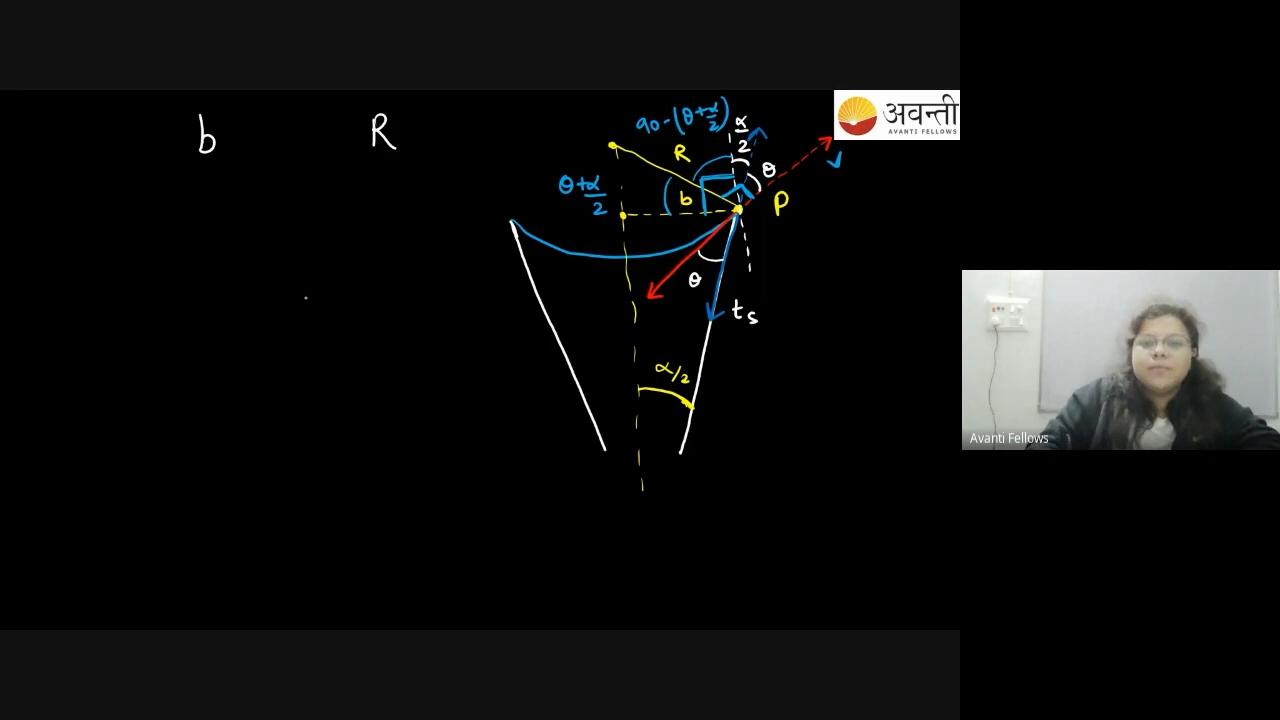 b R
90-(θ+α/2)
α/2
θ
R
v
θ+α/2
b
P
θ
ts
α/2
अवन्ती
AVANTI FELLOWS
Avanti Fellows